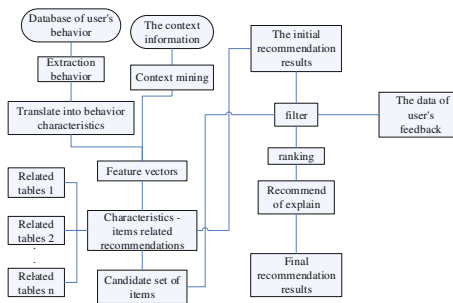 Database of user's
behavior
The context
information
The initial
recommendation
results
Extraction
behavior
Context mining
Translate into behavior
characteristics
filter
The data of
user's
feedback
ranking
Feature vectors
Related
tables 1
Recommend
of explain
Related
tables 2
Characteristics -
items related
recommendations
.
.
Related
tables n
Candidate set of
items
Final
recommendation
results